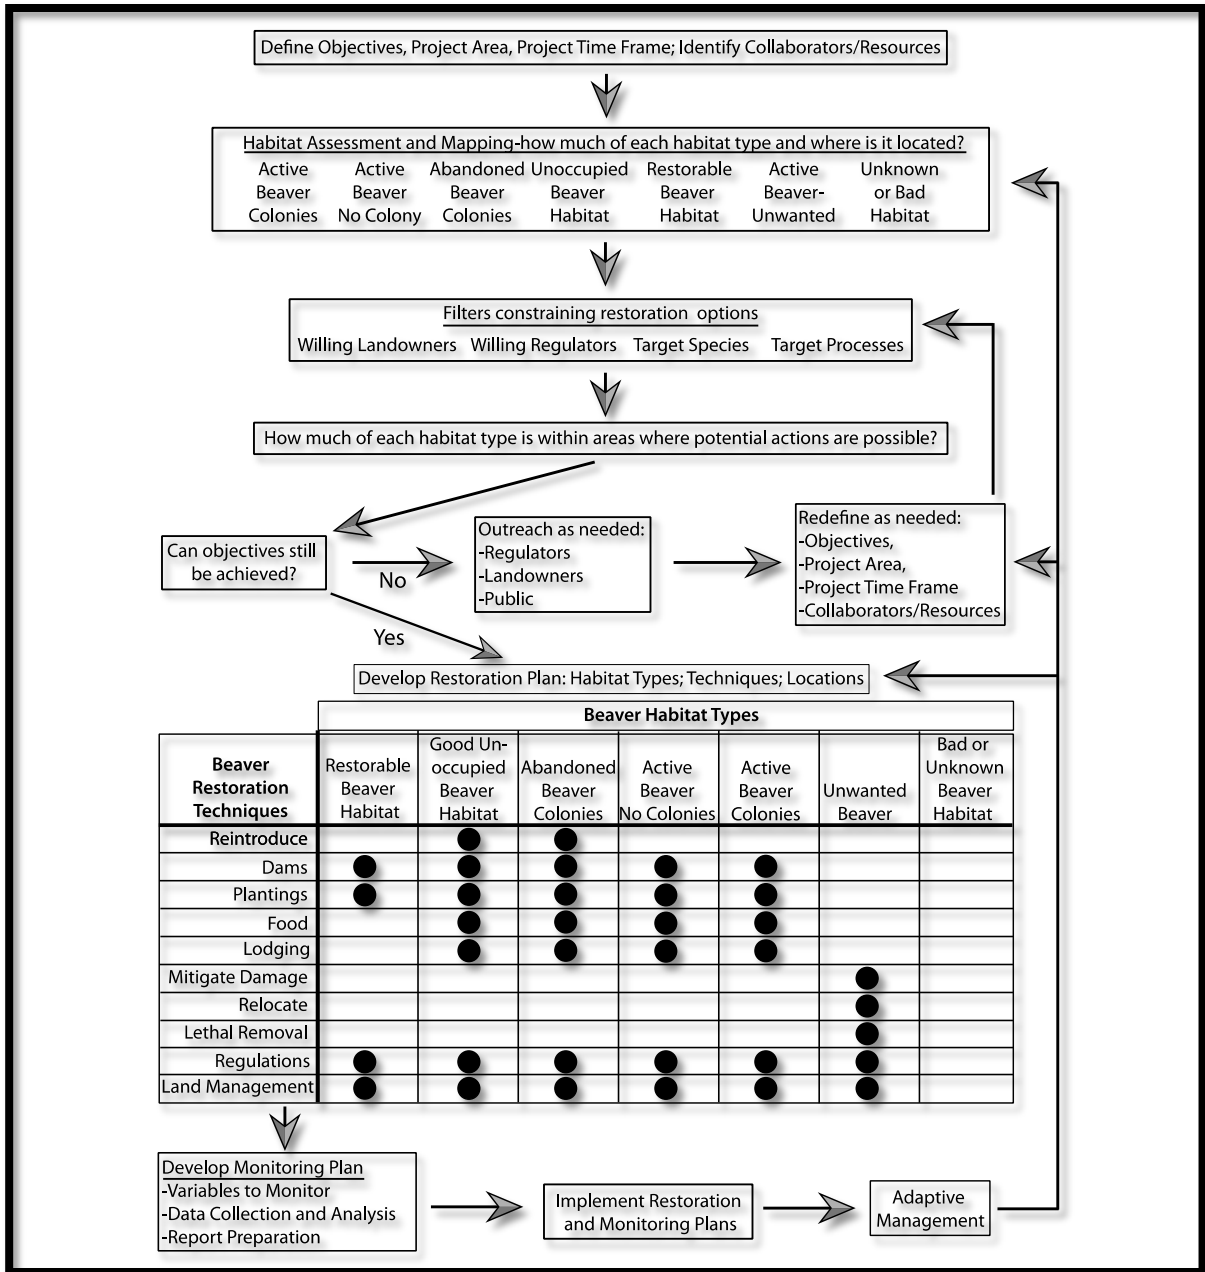 Define Objectives, Project Area, Project Time Frame; Identify Collaborators/Resources
Habitat Assessment and Mapping-how much of each habitat type and where is it located?
Active
Beaver
Colonies
Active
Beaver
No Colony
Abandoned
Beaver
Colonies
Unoccupied
Beaver
Habitat
Restorable
Beaver
Habitat
Active
Beaver-
Unwanted
Unknown
or Bad
Habitat
Filters constraining restoration options
Willing Landowners Willing Regulators Target Species Target Processes
How much of each habitat type is within areas where potential actions are possible?
Can objectives still
be achieved?
No
Outreach as needed:
-Regulators
-Landowners
-Public
Redefine as needed:
-Objectives,
-Project Area,
-Project Time Frame
-Collaborators/Resources
Yes
Develop Restoration Plan: Habitat Types; Techniques; Locations
Beaver Habitat Types
Beaver
Restoration
Techniques
Restorable
Beaver
Habitat
Good Un-
occupied
Beaver
Habitat
Abandoned
Beaver
Colonies
Active
Beaver
No Colonies
Active
Beaver
Colonies
Unwanted
Beaver
Bad or
Unknown
Beaver
Habitat
Reintroduce
Dams
Plantings
Food
Lodging
Mitigate Damage
Relocate
Lethal Removal
Regulations
Land Management
Develop Monitoring Plan
-Variables to Monitor
-Data Collection and Analysis
-Report Preparation
Implement Restoration
and Monitoring Plans
Adaptive
Management